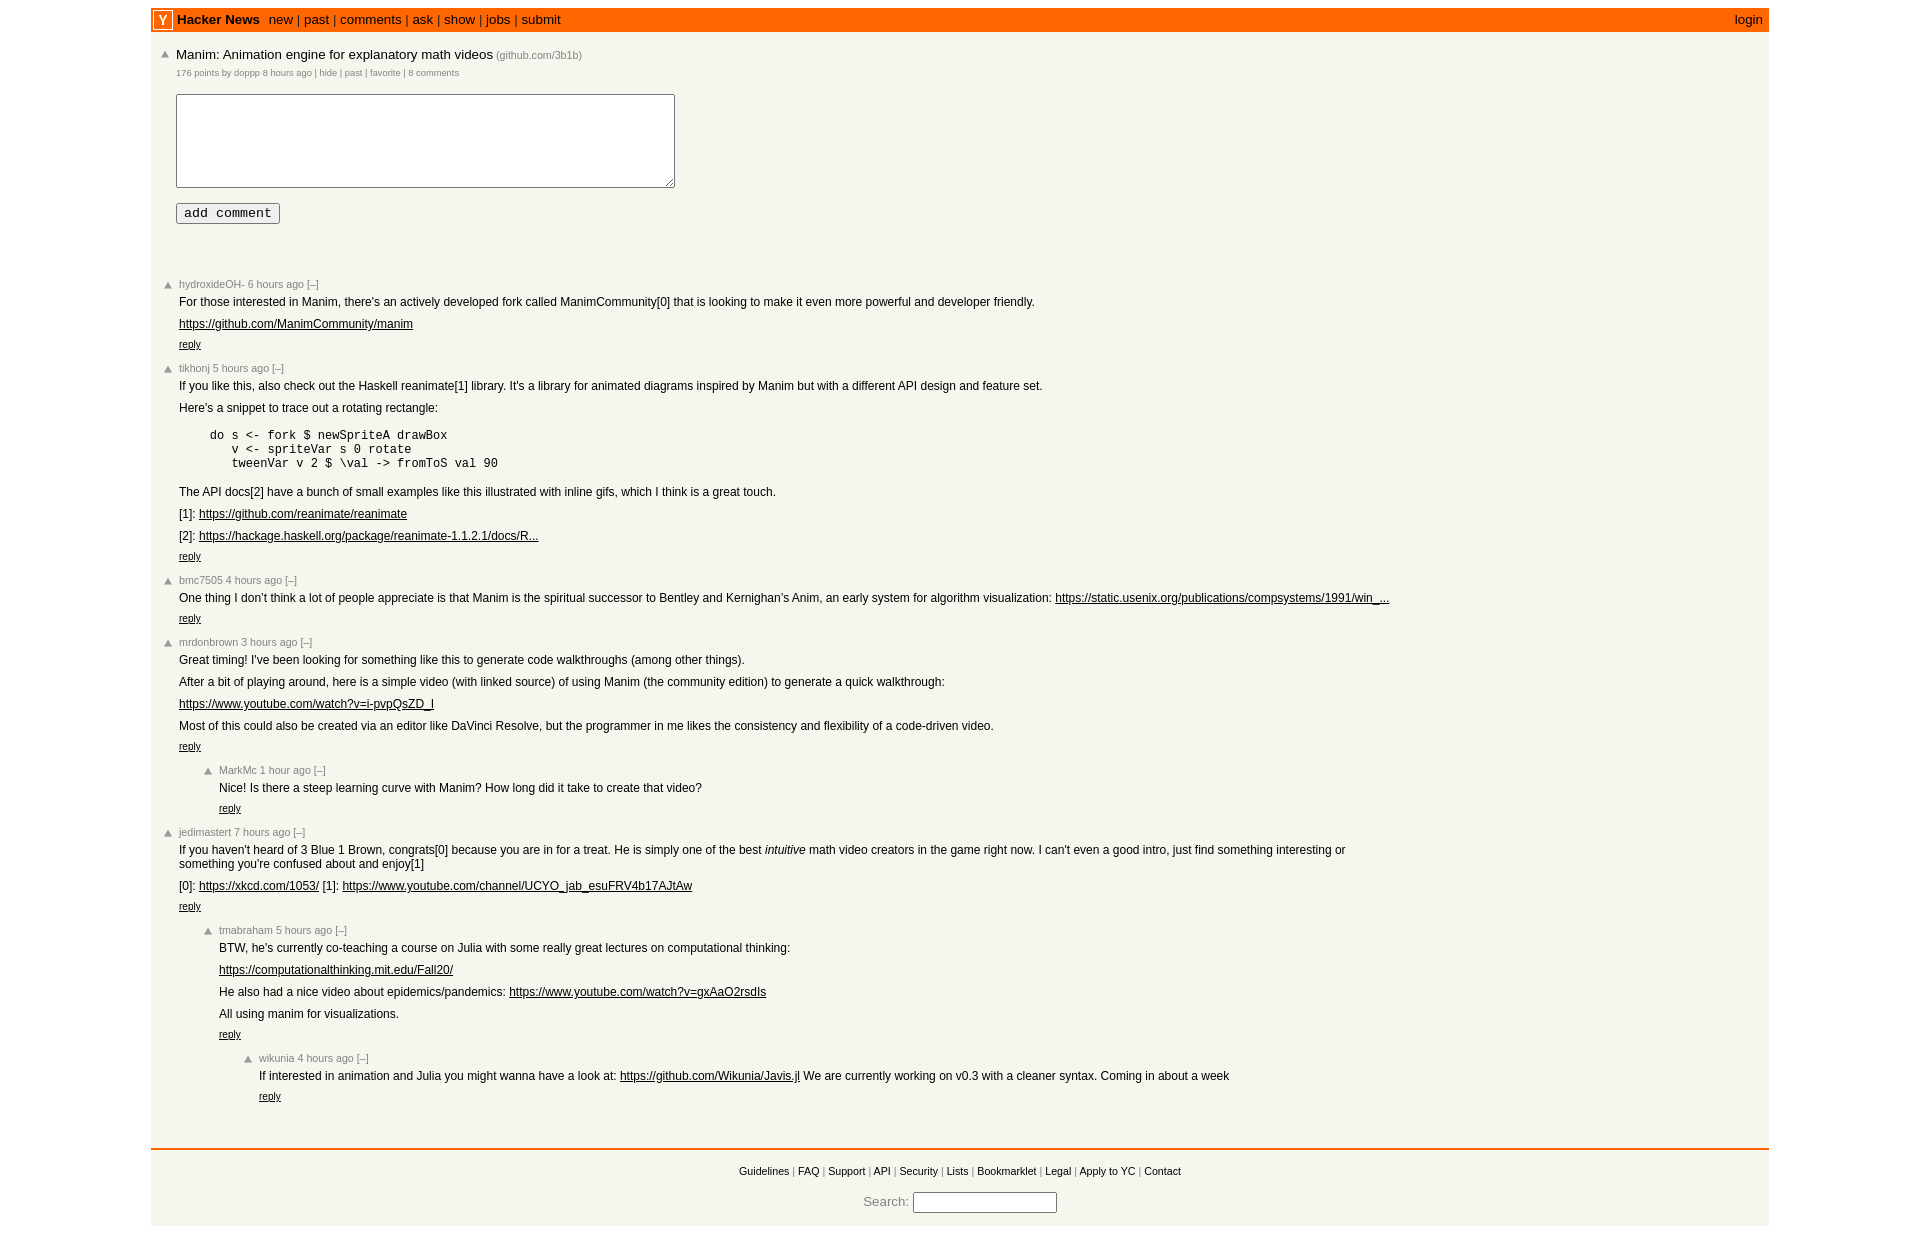 Y Hacker News new | past | comments | ask | show | jobs | submit login
Manim: Animation engine for explanatory math videos (github.com/3b1b)
176 points by doppp 8 hours ago | hide | past | favorite | 8 comments
add comment
hydroxideOH- 6 hours ago [–]
For those interested in Manim, there's an actively developed fork called ManimCommunity[0] that is looking to make it even more powerful and developer friendly.
https://github.com/ManimCommunity/manim
reply
tikhonj 5 hours ago [–]
If you like this, also check out the Haskell reanimate[1] library. It's a library for animated diagrams inspired by Manim but with a different API design and feature set.
Here's a snippet to trace out a rotating rectangle:
do s <- fork $ newSpriteA drawBox
v <- spriteVar s 0 rotate
tweenVar v 2 $ \val -> fromToS val 90
The API docs[2] have a bunch of small examples like this illustrated with inline gifs, which I think is a great touch.
[1]: https://github.com/reanimate/reanimate
[2]: https://hackage.haskell.org/package/reanimate-1.1.2.1/docs/R...
reply
bmc7505 4 hours ago [–]
One thing I don’t think a lot of people appreciate is that Manim is the spiritual successor to Bentley and Kernighan’s Anim, an early system for algorithm visualization: https://static.usenix.org/publications/compsystems/1991/win_...
reply
mrdonbrown 3 hours ago [–]
Great timing! I've been looking for something like this to generate code walkthroughs (among other things).
After a bit of playing around, here is a simple video (with linked source) of using Manim (the community edition) to generate a quick walkthrough:
https://www.youtube.com/watch?v=i-pvpQsZD_I
Most of this could also be created via an editor like DaVinci Resolve, but the programmer in me likes the consistency and flexibility of a code-driven video.
reply
MarkMc 1 hour ago [–]
Nice! Is there a steep learning curve with Manim? How long did it take to create that video?
reply
jedimastert 7 hours ago [–]
If you haven't heard of 3 Blue 1 Brown, congrats[0] because you are in for a treat. He is simply one of the best intuitive math video creators in the game right now. I can't even a good intro, just find something interesting or
something you're confused about and enjoy[1]
[0]: https://xkcd.com/1053/ [1]: https://www.youtube.com/channel/UCYO_jab_esuFRV4b17AJtAw
reply
tmabraham 5 hours ago [–]
BTW, he's currently co-teaching a course on Julia with some really great lectures on computational thinking:
https://computationalthinking.mit.edu/Fall20/
He also had a nice video about epidemics/pandemics: https://www.youtube.com/watch?v=gxAaO2rsdIs
All using manim for visualizations.
reply
wikunia 4 hours ago [–]
If interested in animation and Julia you might wanna have a look at: https://github.com/Wikunia/Javis.jl We are currently working on v0.3 with a cleaner syntax. Coming in about a week
reply
Guidelines | FAQ | Support | API | Security | Lists | Bookmarklet | Legal | Apply to YC | Contact
Search: